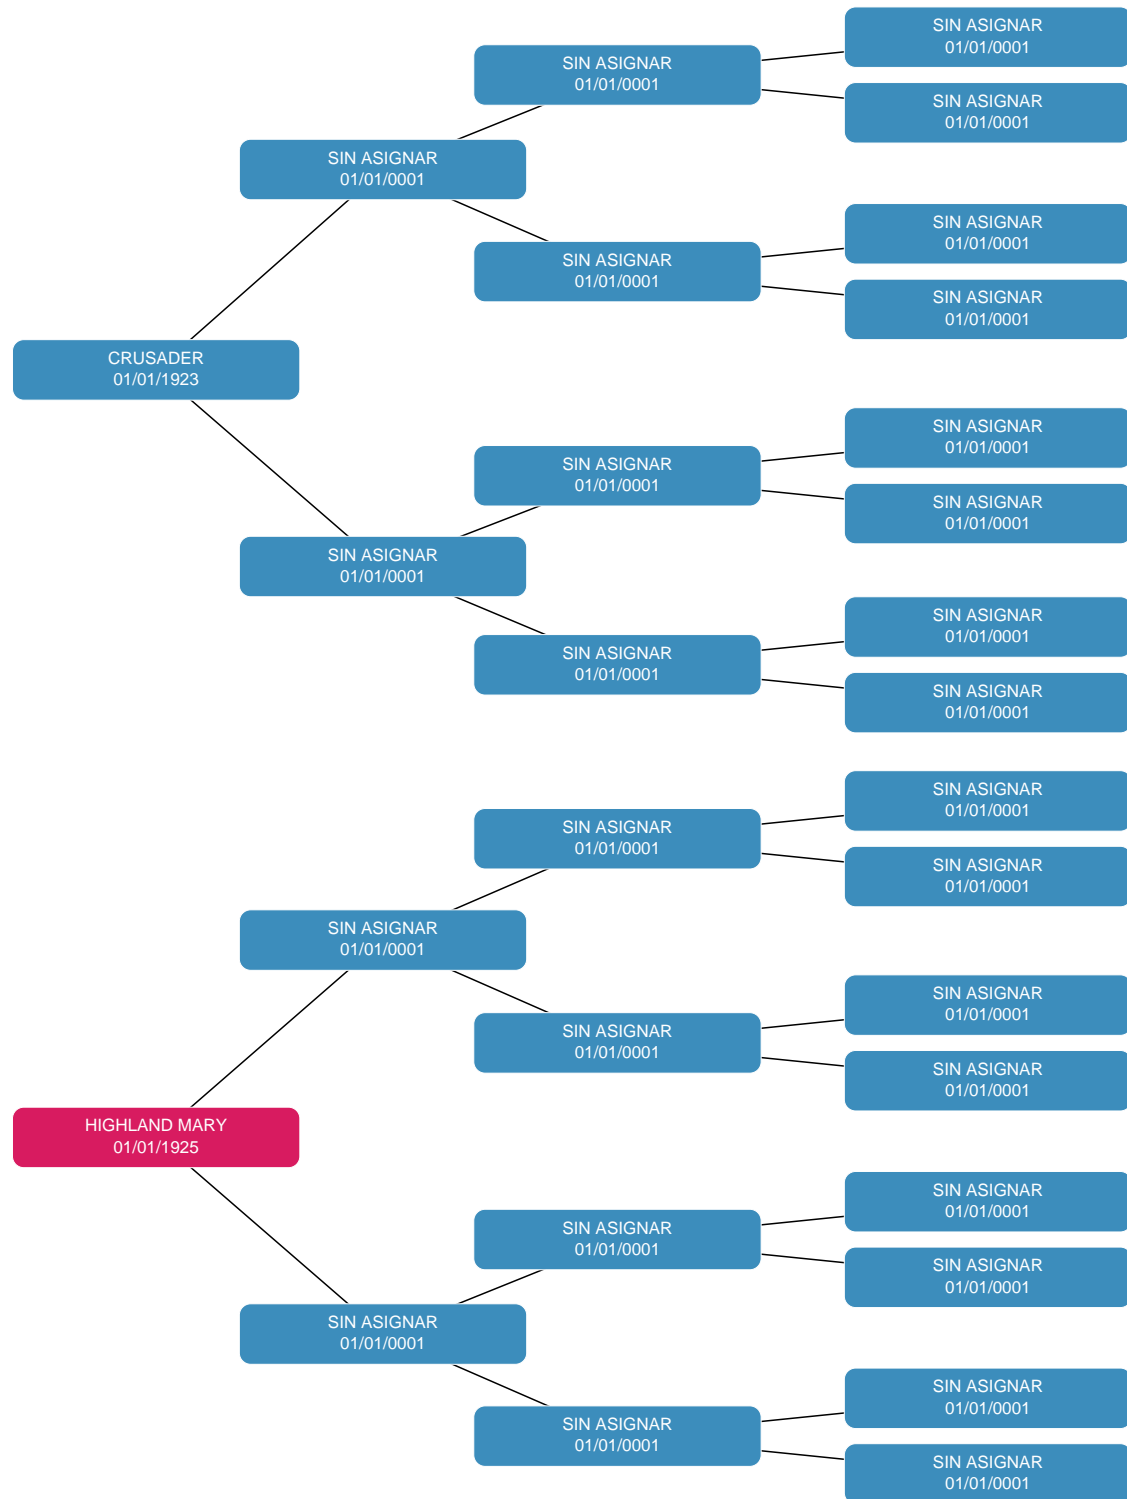 SIN ASIGNAR
01/01/0001
SIN ASIGNAR
01/01/0001
SIN ASIGNAR
01/01/0001
SIN ASIGNAR
01/01/0001
SIN ASIGNAR
01/01/0001
SIN ASIGNAR
01/01/0001
SIN ASIGNAR
01/01/0001
CRUSADER
01/01/1923
SIN ASIGNAR
01/01/0001
SIN ASIGNAR
01/01/0001
SIN ASIGNAR
01/01/0001
SIN ASIGNAR
01/01/0001
SIN ASIGNAR
01/01/0001
SIN ASIGNAR
01/01/0001
SIN ASIGNAR
01/01/0001
SIN ASIGNAR
01/01/0001
SIN ASIGNAR
01/01/0001
SIN ASIGNAR
01/01/0001
SIN ASIGNAR
01/01/0001
SIN ASIGNAR
01/01/0001
SIN ASIGNAR
01/01/0001
SIN ASIGNAR
01/01/0001
HIGHLAND MARY
01/01/1925
SIN ASIGNAR
01/01/0001
SIN ASIGNAR
01/01/0001
SIN ASIGNAR
01/01/0001
SIN ASIGNAR
01/01/0001
SIN ASIGNAR
01/01/0001
SIN ASIGNAR
01/01/0001
SIN ASIGNAR
01/01/0001